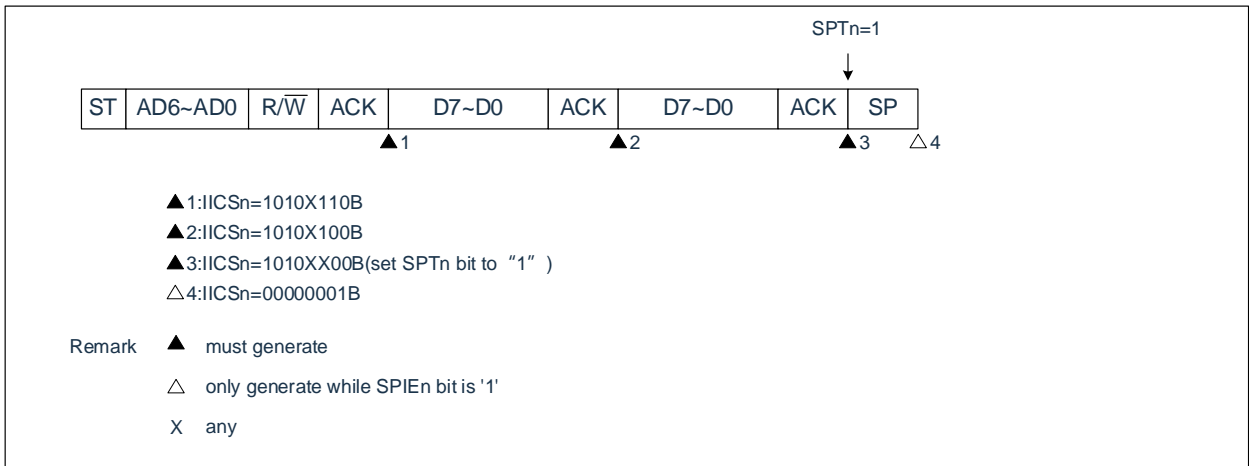 SPTn=1
ST AD6~AD0 R/W̅ ACK D7~D0 ACK D7~D0 ACK SP
▲1 ▲2 ▲3 △4
▲1:IICSn=1010X110B
▲2:IICSn=1010X100B
▲3:IICSn=1010XX00B(set SPTn bit to “1” )
△4:IICSn=00000001B
Remark ▲ must generate
△ only generate while SPIEn bit is '1'
X any